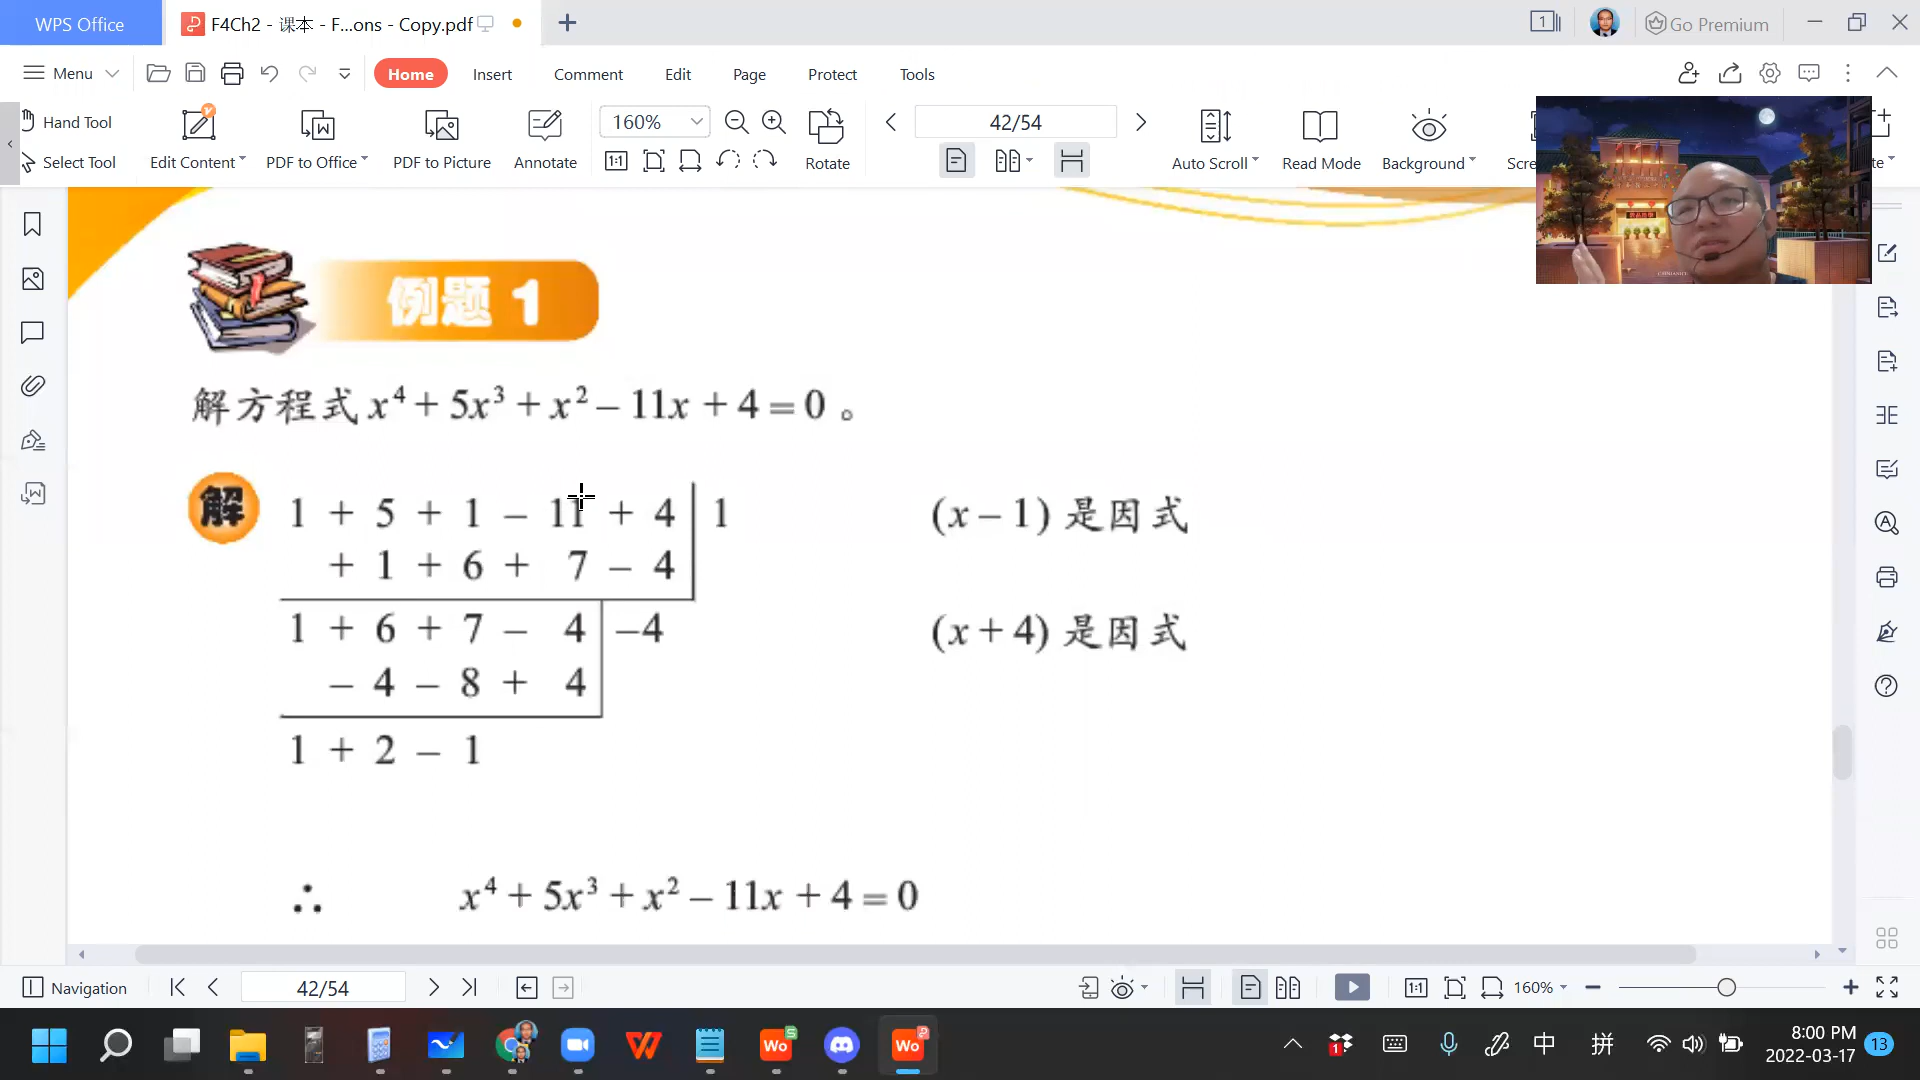 WPS Office
F4Ch2 - 课本 - F...ons - Copy.pdf
1
Go Premium
Menu
Home
Insert
Comment
Edit
Page
Protect
Tools
Hand Tool
Select Tool
Edit Content
PDF to Office
PDF to Picture
Annotate
160%
Rotate
42/54
Auto Scroll
Read Mode
Background
Scre
te
例题 1
解方程式 x⁴ + 5x³ + x² – 11x + 4 = 0 。
解 1 + 5 + 1 – 11 + 4 | 1 (x – 1) 是因式
+ 1 + 6 + 7 – 4
1 + 6 + 7 – 4 | –4 (x + 4) 是因式
– 4 – 8 + 4
1 + 2 – 1
∴ x⁴ + 5x³ + x² – 11x + 4 = 0
Navigation
42/54
160%
中
拼
8:00 PM
2022-03-17
13